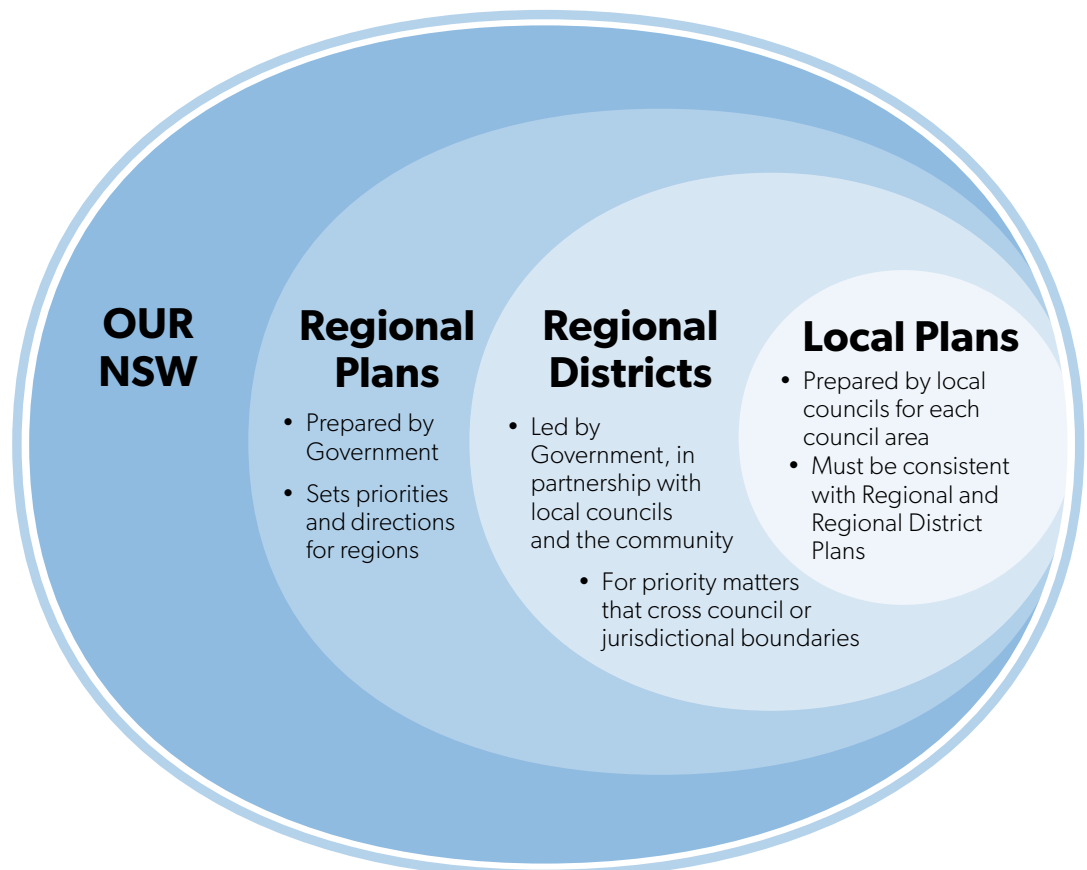 OUR
NSW
Regional
Plans
• Prepared by
Government
• Sets priorities
and directions
for regions
Regional
Districts
• Led by
Government, in
partnership with
local councils
and the community
• For priority matters
that cross council or
jurisdictional boundaries
Local Plans
• Prepared by local
councils for each
council area
• Must be consistent
with Regional and
Regional District
Plans